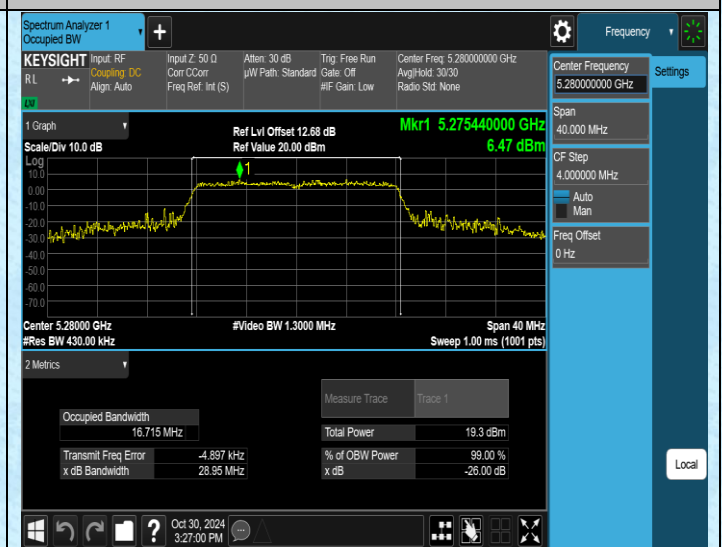 Spectrum Analyzer 1
Occupied BW
+
Frequency
KEYSIGHT Input: RF Input Z: 50 Ω Atten: 30 dB Trig: Free Run Center Freq: 5.280000000 GHz
RL Coupling: DC Corr CCorr µW Path: Standard Gate: Off Avg|Hold: 30/30
Align: Auto Freq Ref: Int (S) #IF Gain: Low Radio Std: None
LXI
Center Frequency
5.280000000 GHz
Settings
Span
40.000 MHz
CF Step
4.000000 MHz
Auto
Man
Freq Offset
0 Hz
Local
1 Graph
Ref Lvl Offset 12.68 dB
Mkr1 5.275440000 GHz
Scale/Div 10.0 dB
Ref Value 20.00 dBm
6.47 dBm
Log
1
10.0
0.00
-10.0
-20.0
-30.0
-40.0
-50.0
-60.0
-70.0
Center 5.28000 GHz #Video BW 1.3000 MHz Span 40 MHz
#Res BW 430.00 kHz Sweep 1.00 ms (1001 pts)
2 Metrics
Measure Trace Trace 1
Occupied Bandwidth
16.715 MHz
Total Power 19.3 dBm
Transmit Freq Error -4.897 kHz % of OBW Power 99.00 %
x dB Bandwidth 28.95 MHz x dB -26.00 dB
?
Oct 30, 2024
3:27:00 PM